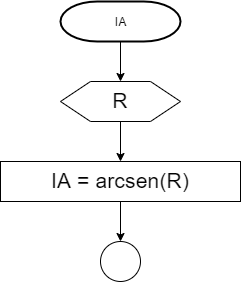 IA
R
IA = arcsen(R)